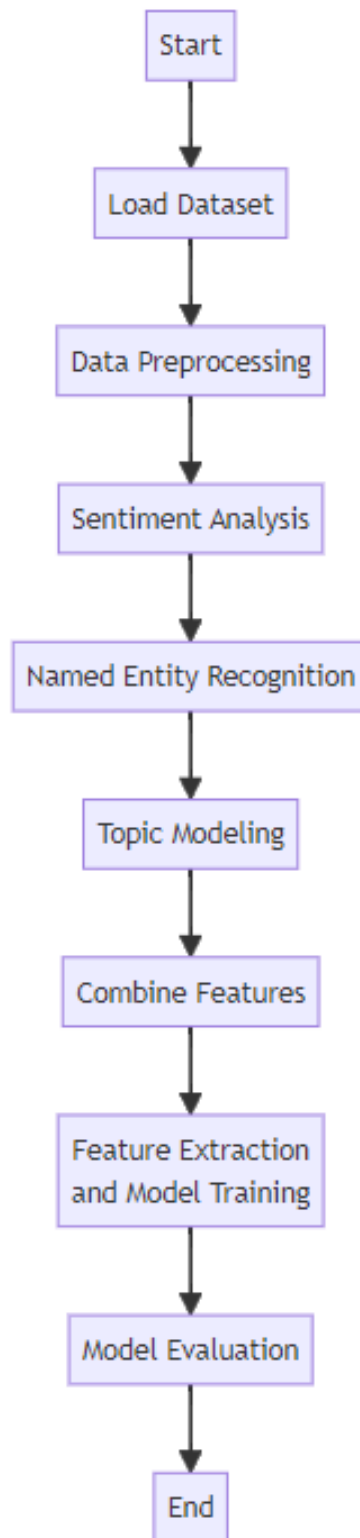 Start
Load Dataset
Data Preprocessing
Sentiment Analysis
Named Entity Recognition
Topic Modeling
Combine Features
Feature Extraction
and Model Training
Model Evaluation
End